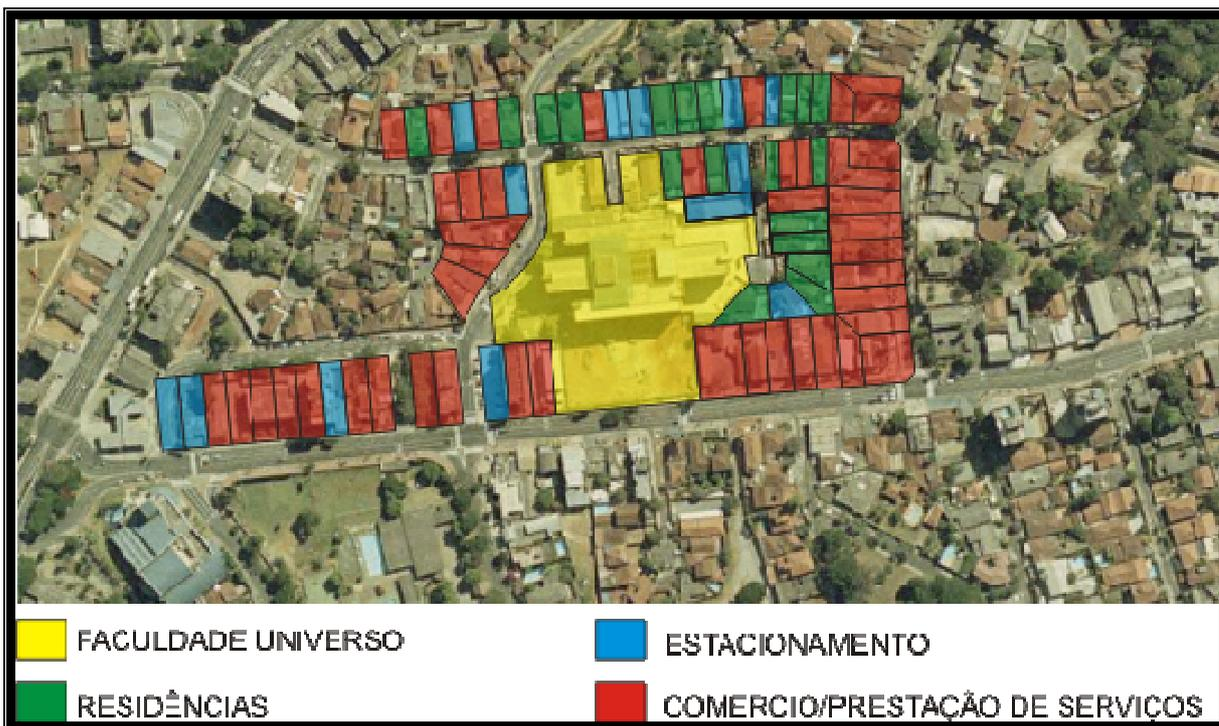 FACULDADE UNIVERSO
ESTACIONAMENTO
RESIDÊNCIAS
COMERCIO/PRESTAÇÃO DE SERVIÇOS